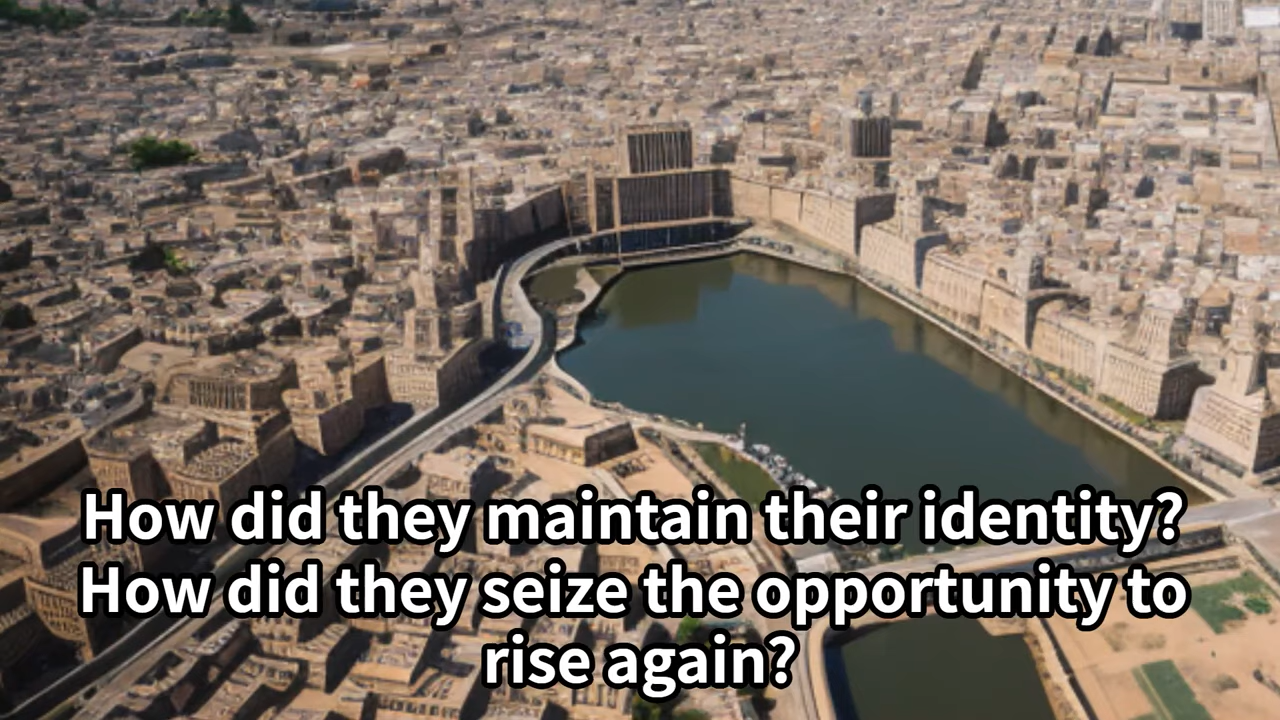 How did they maintain their identity?
How did they seize the opportunity to
rise again?